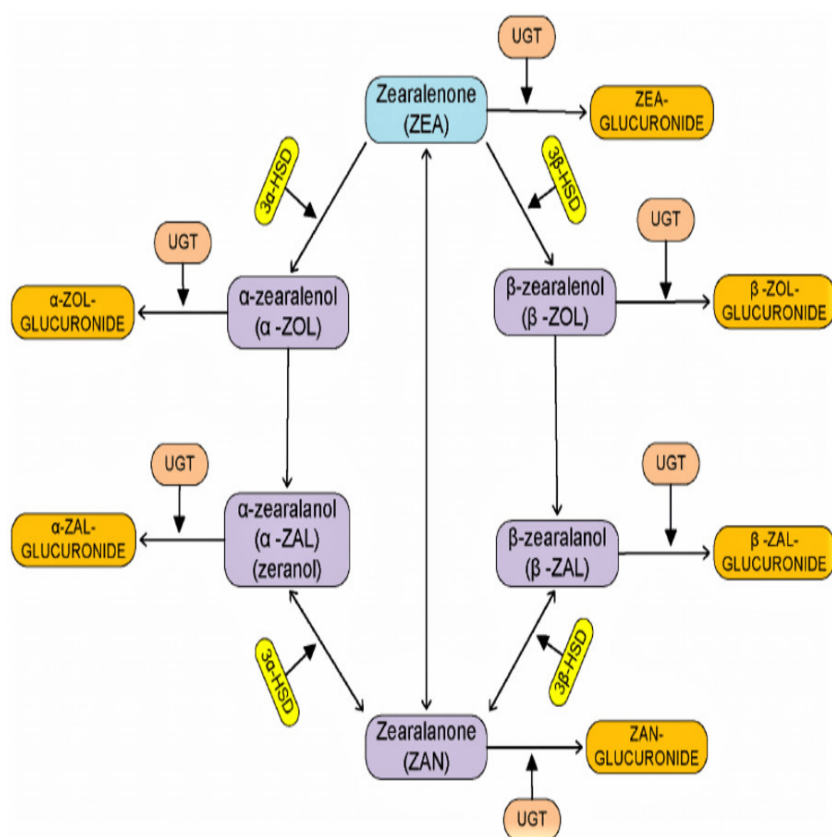 UGT
Zearalenone
(ZEA)
ZEA-
GLUCURONIDE
3α-HSD
3β-HSD
UGT
UGT
α-ZOL-
GLUCURONIDE
α-zearalenol
(α -ZOL)
β-zearalenol
(β -ZOL)
β -ZOL-
GLUCURONIDE
UGT
UGT
α-ZAL-
GLUCURONIDE
α-zearalanol
(α -ZAL)
(zeranol)
β-zearalanol
(β -ZAL)
β -ZAL-
GLUCURONIDE
3α-HSD
3β-HSD
Zearalanone
(ZAN)
ZAN-
GLUCURONIDE
UGT